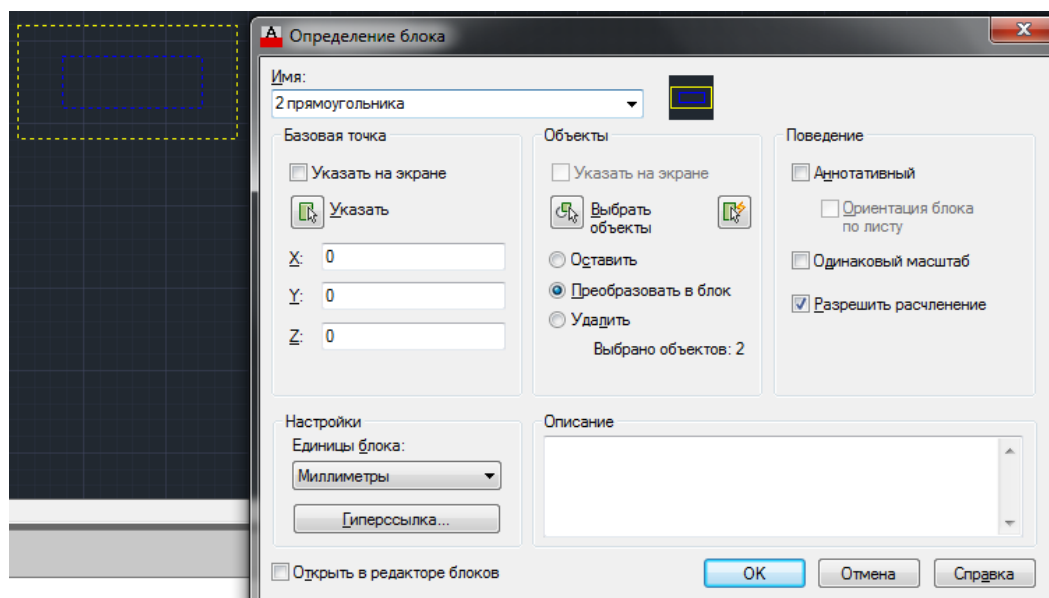 Определение блока
Имя:
2 прямоугольника
Базовая точка
Указать на экране
Указать
X: 0
Y: 0
Z: 0
Объекты
Указать на экране
Выбрать
объекты
Оставить
Преобразовать в блок
Удалить
Выбрано объектов: 2
Поведение
Аннотативный
Ориентация блока
по листу
Одинаковый масштаб
Разрешить расчленение
Настройки
Единицы блока:
Миллиметры
Гиперссылка...
Описание
Открыть в редакторе блоков
OK
Отмена
Справка